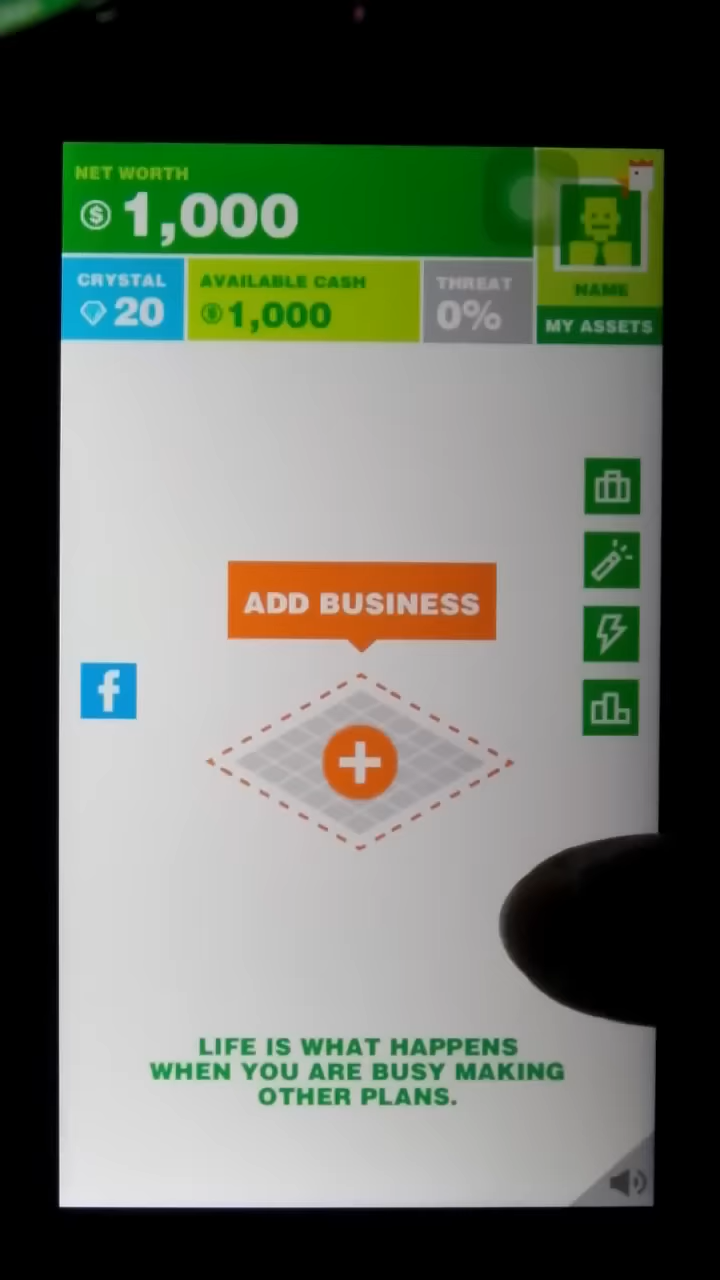 NET WORTH
$ 1,000
CRYSTAL
20
AVAILABLE CASH
$ 1,000
THREAT
0%
NAME
MY ASSETS
ADD BUSINESS
f
LIFE IS WHAT HAPPENS
WHEN YOU ARE BUSY MAKING
OTHER PLANS.